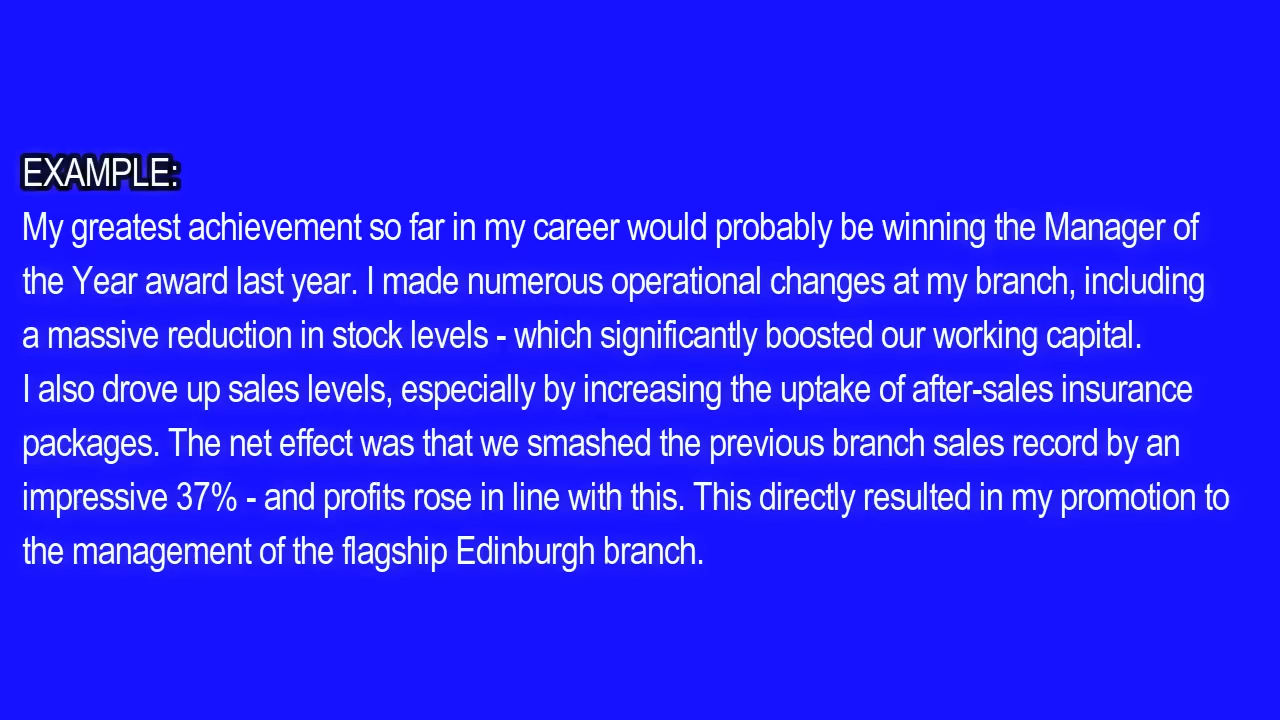 EXAMPLE:
My greatest achievement so far in my career would probably be winning the Manager of
the Year award last year. I made numerous operational changes at my branch, including
a massive reduction in stock levels - which significantly boosted our working capital.
I also drove up sales levels, especially by increasing the uptake of after-sales insurance
packages. The net effect was that we smashed the previous branch sales record by an
impressive 37% - and profits rose in line with this. This directly resulted in my promotion to
the management of the flagship Edinburgh branch.